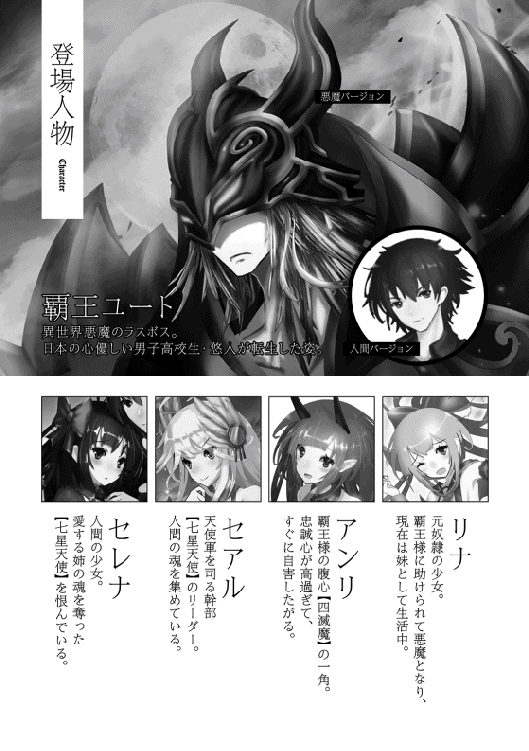 登場人物
Character
悪魔バージョン
覇王ユート
異世界悪魔のラスボス。
日本の心優しい男子高校生・悠人が転生した姿。
人間バージョン
リナ
元奴隷の少女。
覇王様に助けられて悪魔となり、
現在は妹として生活中。
アンリ
覇王様の腹心【四滅魔】の一角。
忠誠心が高過ぎて、
すぐに自害したがる。
セアル
天使軍を司る幹部
【七星天使】のリーダー。
人間の魂を集めている。
セレナ
人間の少女。
愛する姉の魂を奪った
【七星天使】を恨んでいる。